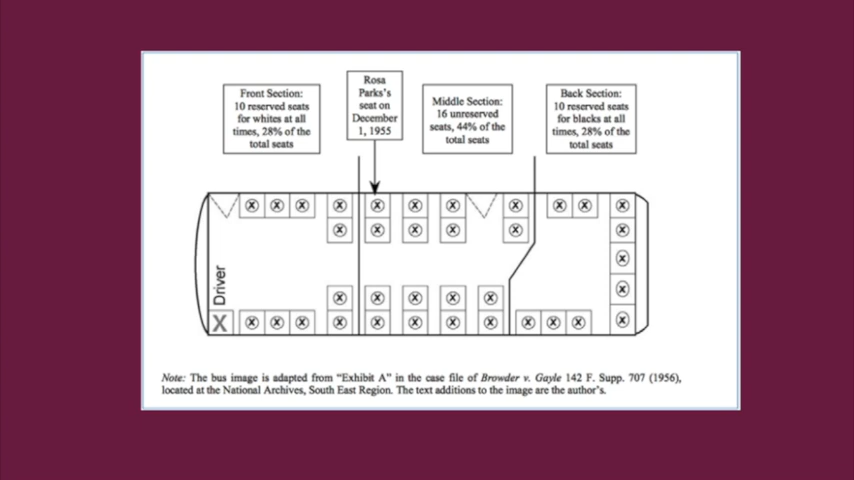 Front Section:
10 reserved seats
for whites at all
times, 28% of the
total seats
Rosa
Parks's
seat on
December
1, 1955
Middle Section:
16 unreserved
seats, 44% of the
total seats
Back Section:
10 reserved seats
for blacks at all
times, 28% of the
total seats
X X X X X X X X X X X
X X X X X X
X
Driver
X X X X X X
X X X X X X X X X X X X X
Note: The bus image is adapted from “Exhibit A” in the case file of Browder v. Gayle 142 F. Supp. 707 (1956),
located at the National Archives, South East Region. The text additions to the image are the author's.